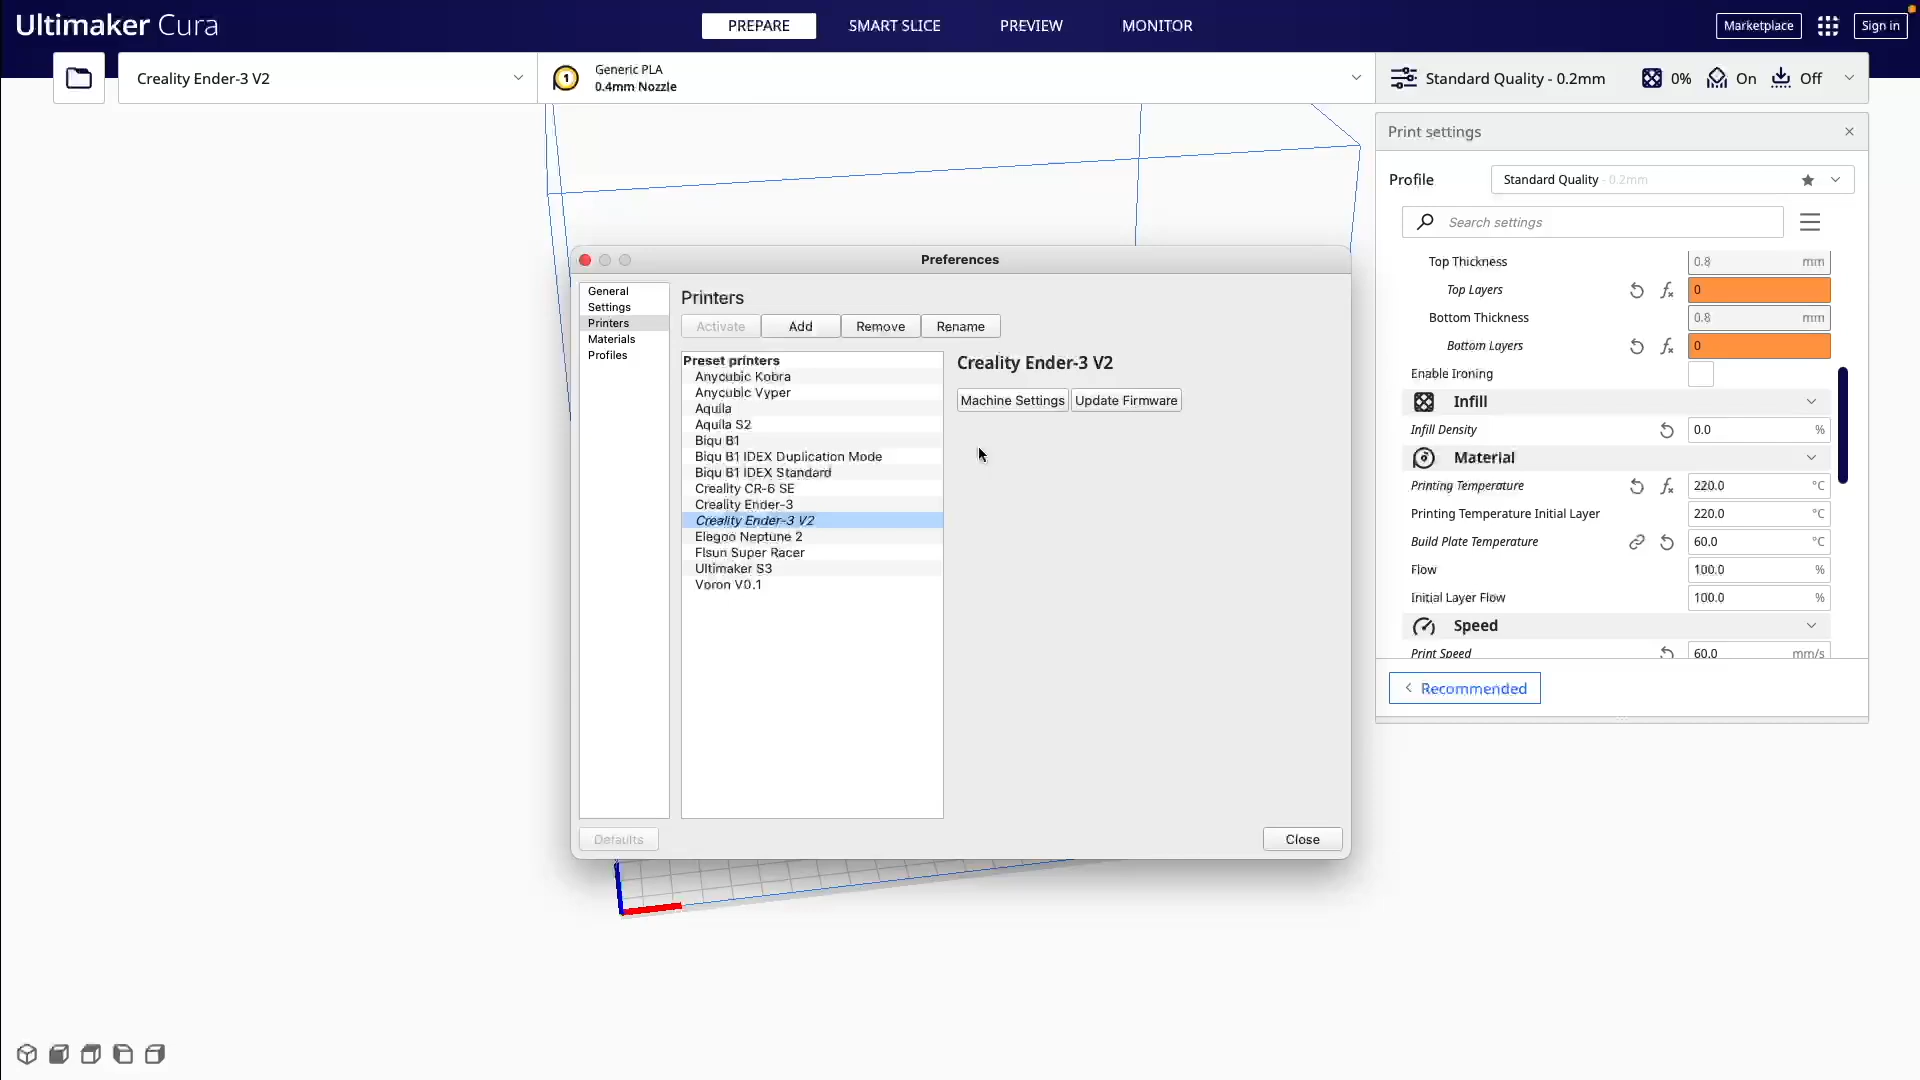 Ultimaker Cura
PREPARE
SMART SLICE
PREVIEW
MONITOR
Marketplace
Sign in
Creality Ender-3 V2
1
Generic PLA
0.4mm Nozzle
Standard Quality - 0.2mm
0%
On
Off
Print settings
Profile
Standard Quality - 0.2mm
Search settings
Top Thickness
0.8 mm
Top Layers
0
Bottom Thickness
0.8 mm
Bottom Layers
0
Enable Ironing
Infill
Infill Density
0.0 %
Material
Printing Temperature
220.0 °C
Printing Temperature Initial Layer
220.0 °C
Build Plate Temperature
60.0 °C
Flow
100.0 %
Initial Layer Flow
100.0 %
Speed
Print Speed
60.0 mm/s
Recommended
Preferences
General
Settings
Printers
Materials
Profiles
Printers
Activate
Add
Remove
Rename
Preset printers
Anycubic Kobra
Anycubic Vyper
Aquila
Aquila S2
Biqu B1
Biqu B1 IDEX Duplication Mode
Biqu B1 IDEX Standard
Creality CR-6 SE
Creality Ender-3
Creality Ender-3 V2
Elegoo Neptune 2
Flsun Super Racer
Ultimaker S3
Voron V0.1
Creality Ender-3 V2
Machine Settings
Update Firmware
Defaults
Close